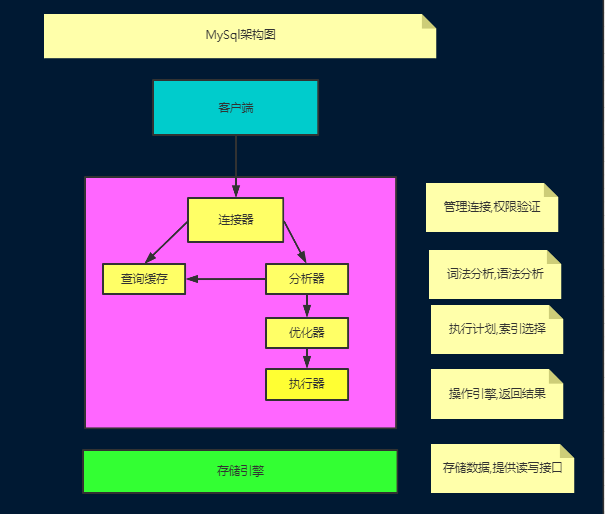 MySql架构图
客户端
连接器
管理连接,权限验证
查询缓存
分析器
词法分析,语法分析
优化器
执行计划,索引选择
执行器
操作引擎,返回结果
存储引擎
存储数据,提供读写接口